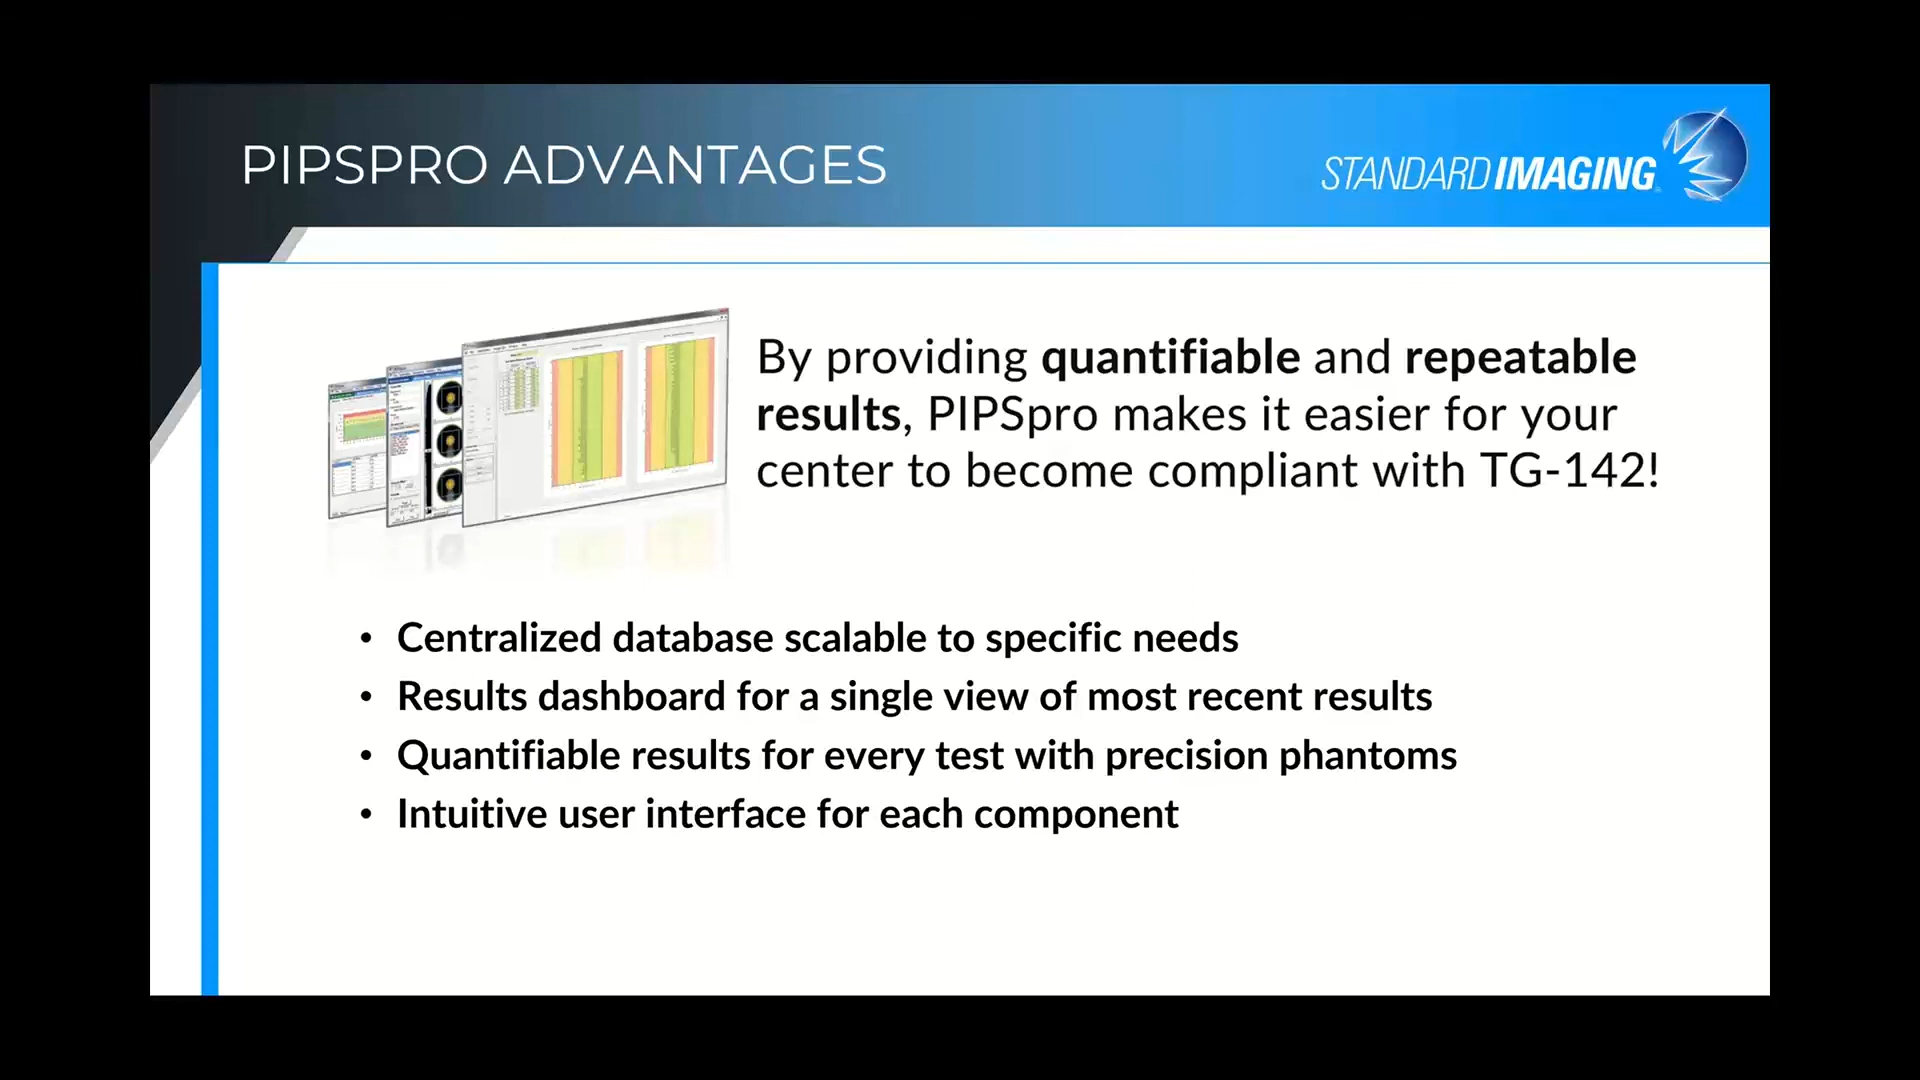 PIPSPRO ADVANTAGES
STANDARD IMAGING
By providing quantifiable and repeatable
results, PIPSpro makes it easier for your
center to become compliant with TG-142!
• Centralized database scalable to specific needs
• Results dashboard for a single view of most recent results
• Quantifiable results for every test with precision phantoms
• Intuitive user interface for each component